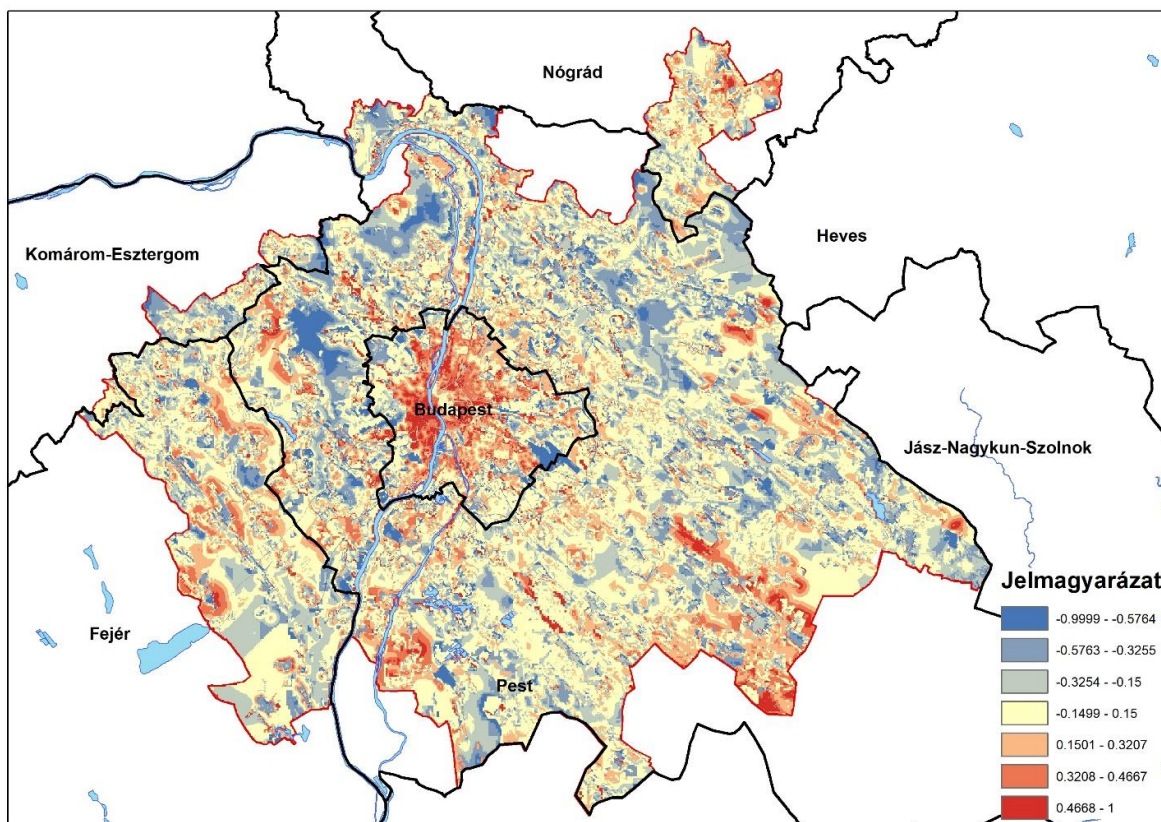 Nógrád
Heves
Komárom-Esztergom
Budapest
Jász-Nagykun-Szolnok
Fejér
Pest
Jelmagyarázat
-0.9999 - -0.5764
-0.5763 - -0.3255
-0.3254 - -0.15
-0.1499 - 0.15
0.1501 - 0.3207
0.3208 - 0.4667
0.4668 - 1